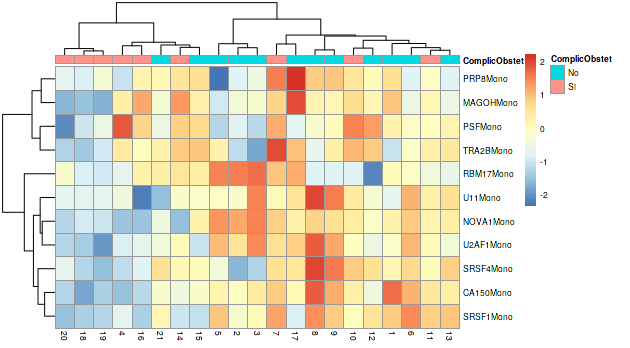 ComplicObstet
PRP8Mono
MAGOHMono
PSFMono
TRA2BMono
RBM17Mono
U11Mono
NOVA1Mono
U2AF1Mono
SRSF4Mono
CA150Mono
SRSF1Mono
20 18 19 4 16 21 14 15 5 2 3 7 17 8 9 10 12 1 6 11 13
2
1
0
-1
-2
ComplicObstet
No
SI